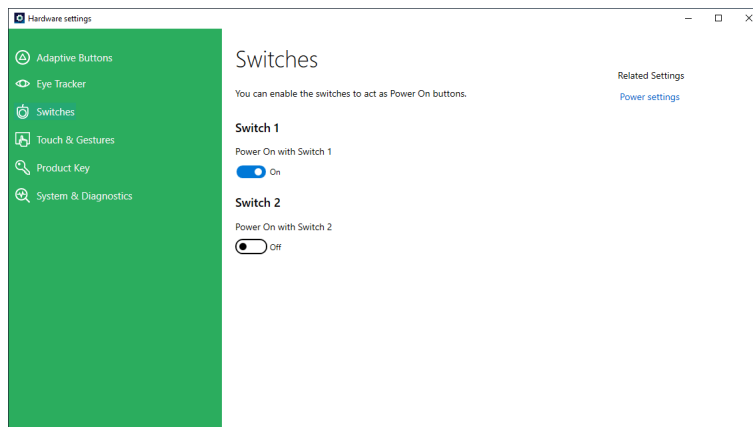 Hardware settings
Adaptive Buttons
Eye Tracker
Switches
Touch & Gestures
Product Key
System & Diagnostics
Switches
You can enable the switches to act as Power On buttons.
Switch 1
Power On with Switch 1
On
Switch 2
Power On with Switch 2
Off
Related Settings
Power settings